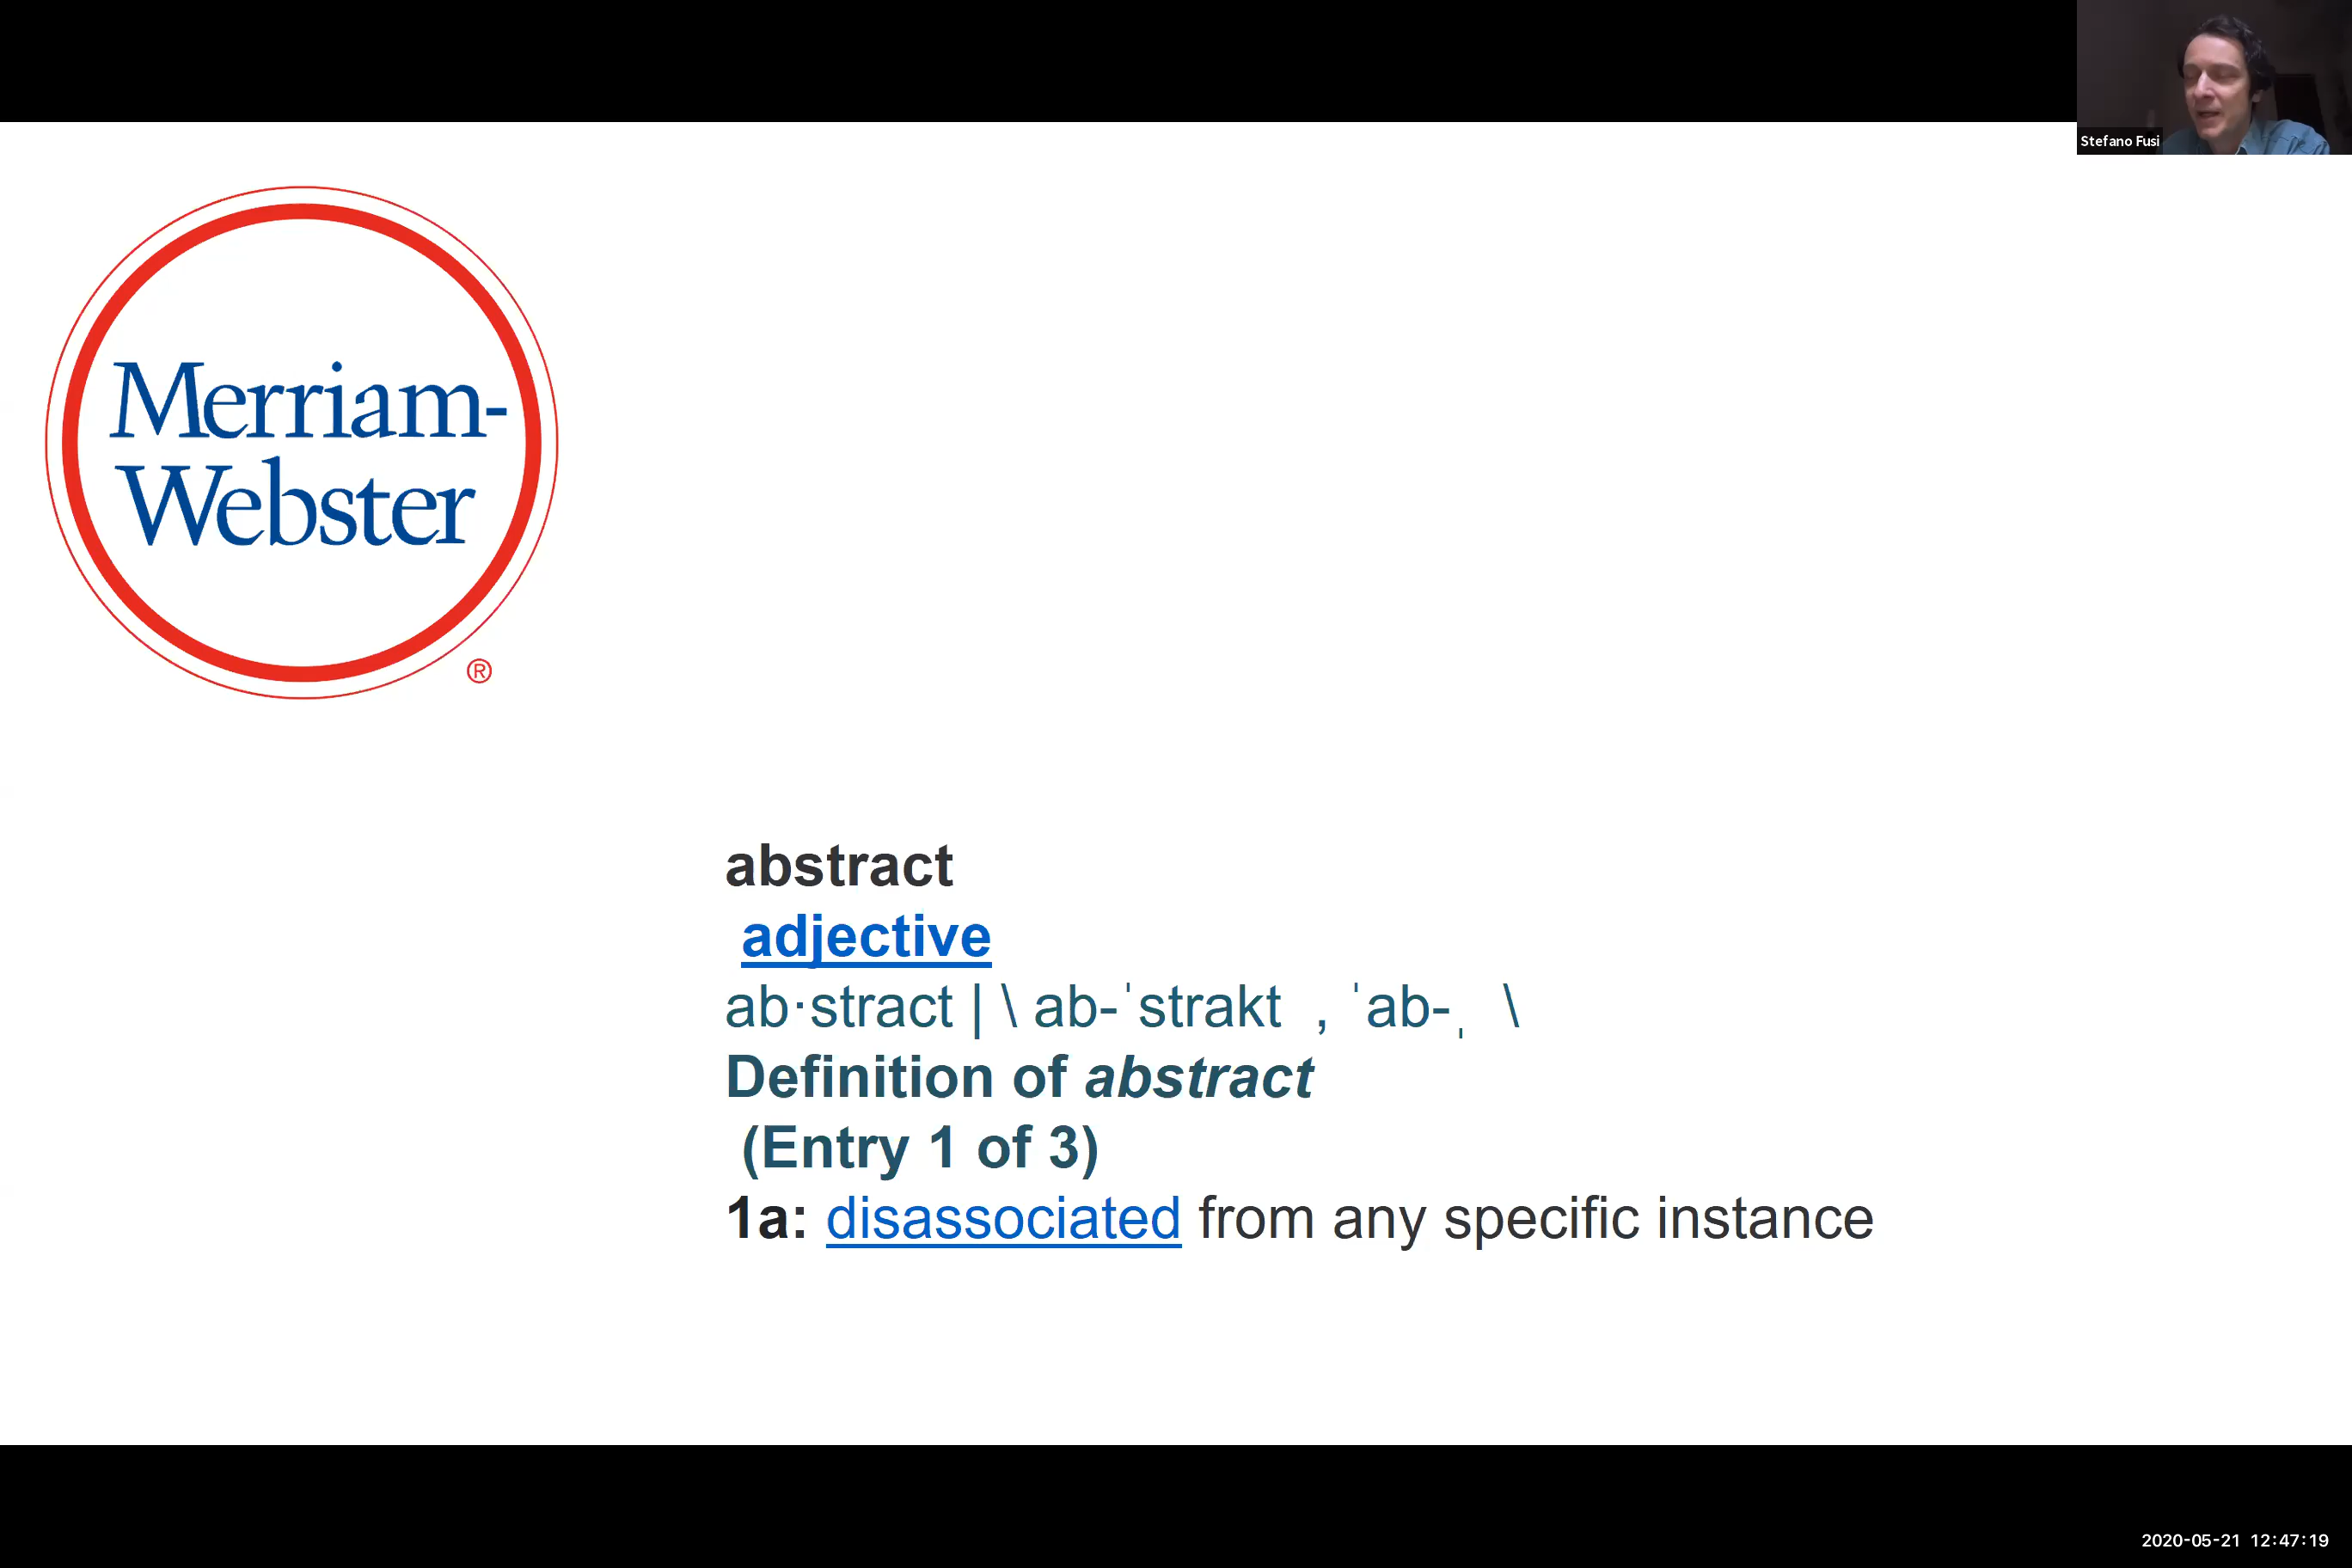 Stefano Fusi
Merriam-
Webster
®
abstract
adjective
ab·stract | \ ab-ˈstrakt  , ˈab-ˌ  \
Definition of abstract
(Entry 1 of 3)
1a: disassociated from any specific instance
2020-05-21 12:47:19